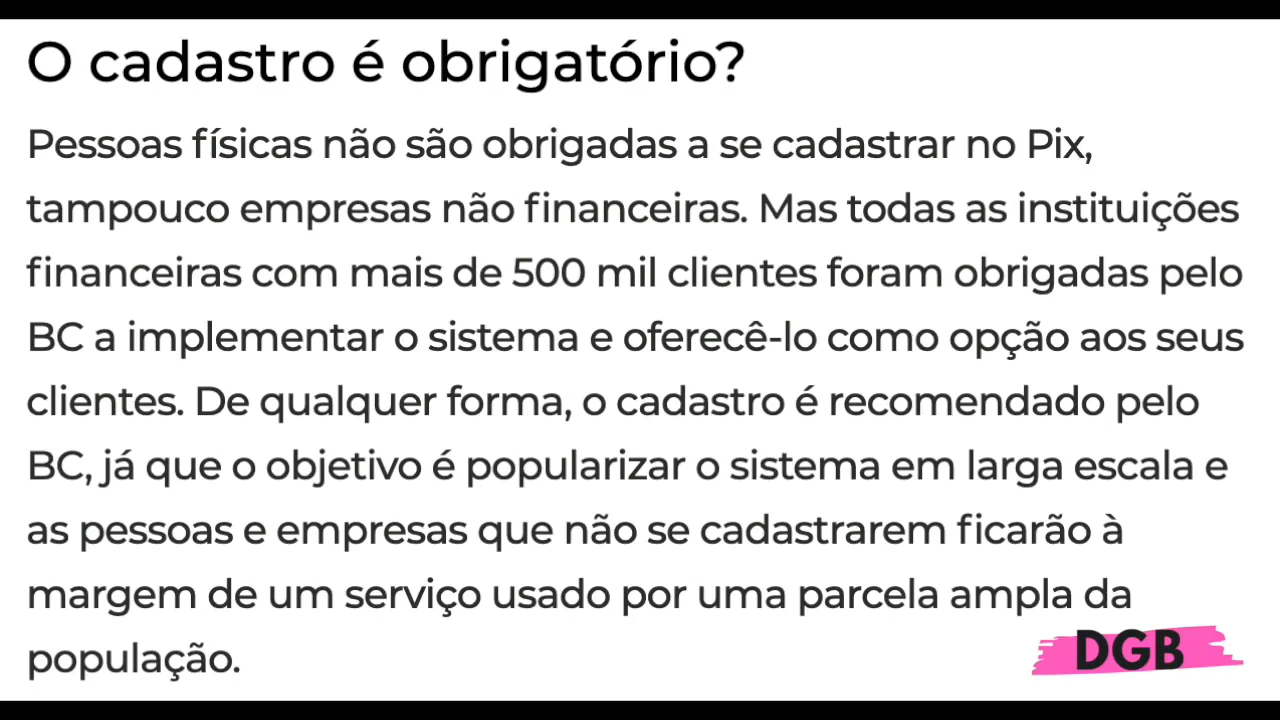 O cadastro é obrigatório?
Pessoas físicas não são obrigadas a se cadastrar no Pix,
tampouco empresas não financeiras. Mas todas as instituições
financeiras com mais de 500 mil clientes foram obrigadas pelo
BC a implementar o sistema e oferecê-lo como opção aos seus
clientes. De qualquer forma, o cadastro é recomendado pelo
BC, já que o objetivo é popularizar o sistema em larga escala e
as pessoas e empresas que não se cadastrarem ficarão à
margem de um serviço usado por uma parcela ampla da
população.
DGB